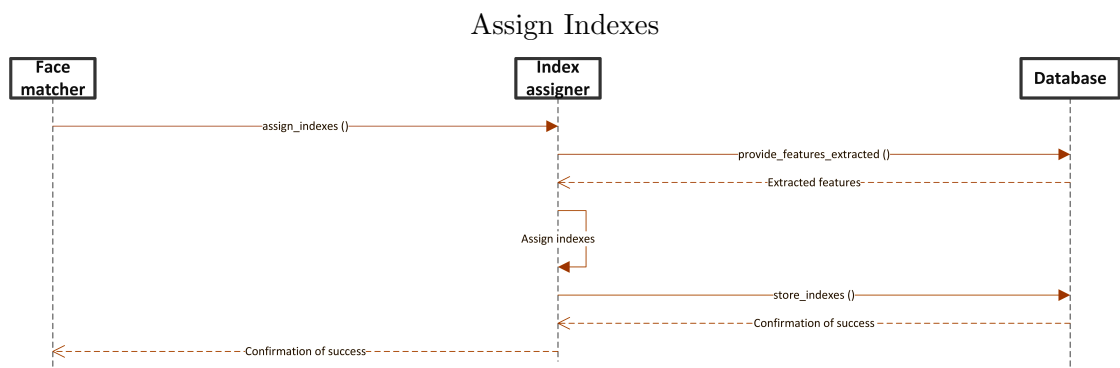 Assign Indexes
Face
matcher
Index
assigner
Database
assign_indexes ()
provide_features_extracted ()
Extracted features
Assign indexes
store_indexes ()
Confirmation of success
Confirmation of success